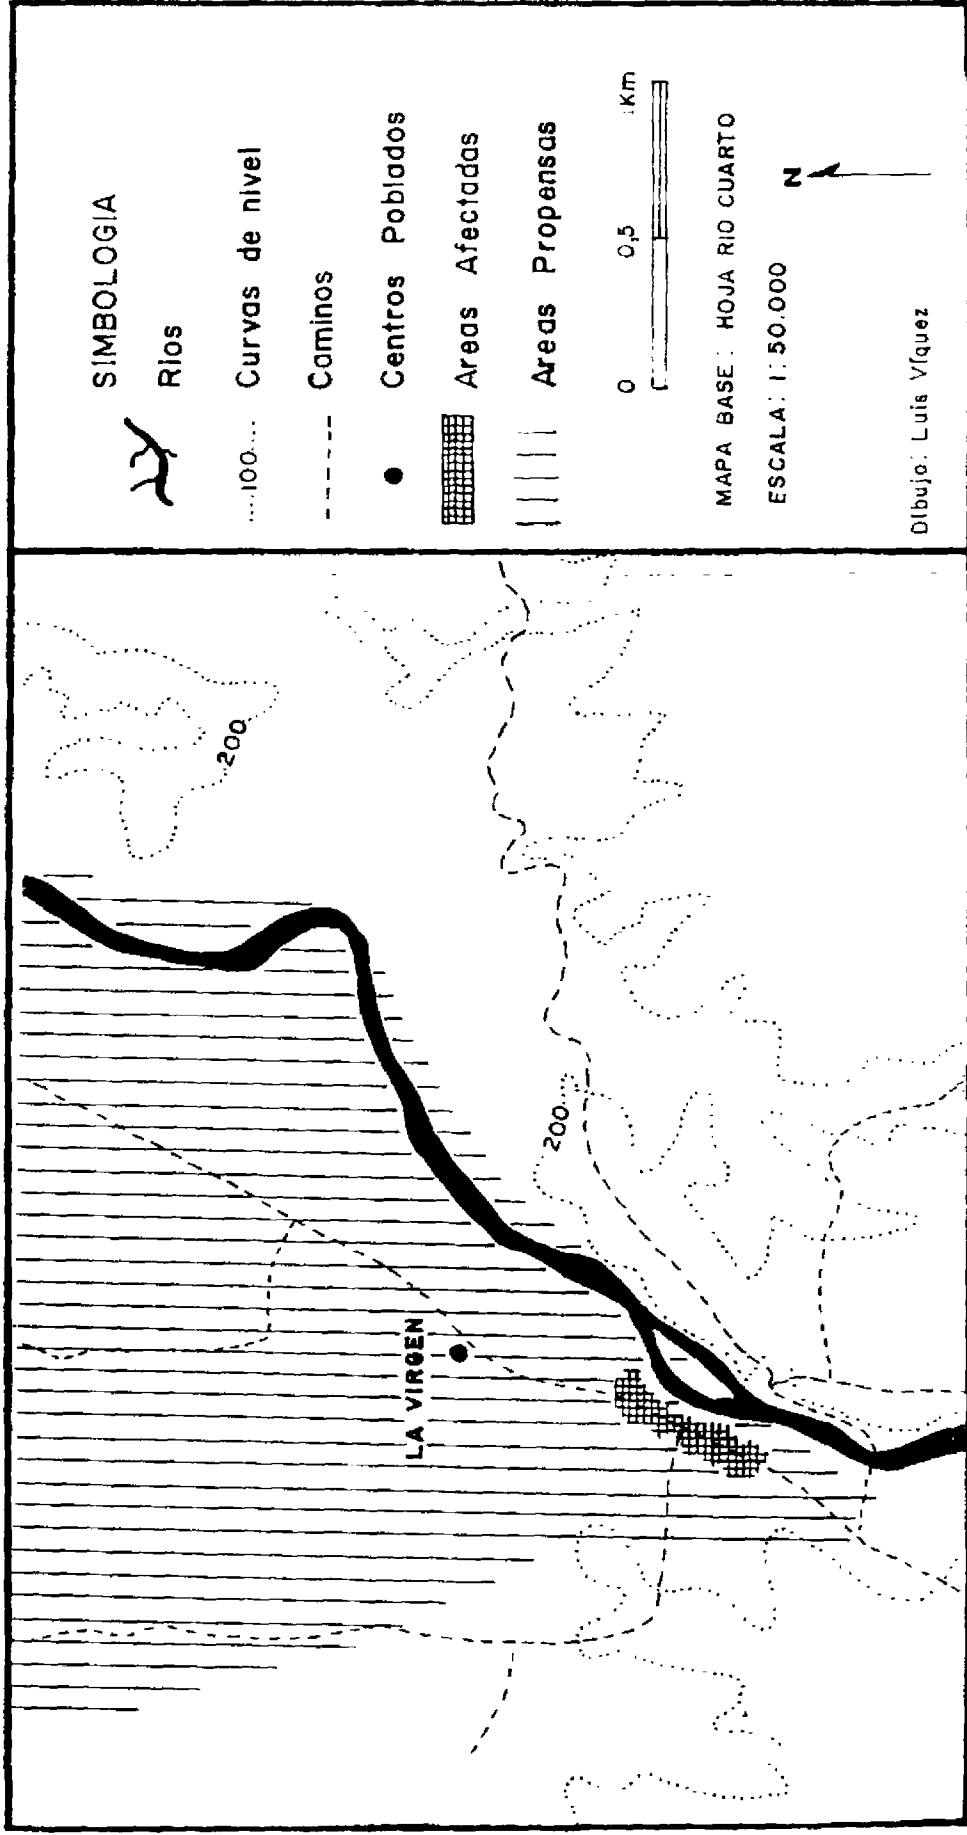 SIMBOLOGIA
Rios
...100... Curvas de nivel
Caminos
Centros Poblados
Areas Afectadas
Areas Propensas
0 0,5 1Km
MAPA BASE: HOJA RIO CUARTO
ESCALA: 1:50.000
N
Dibujo: Luis Víquez
200
200
LA VIRGEN